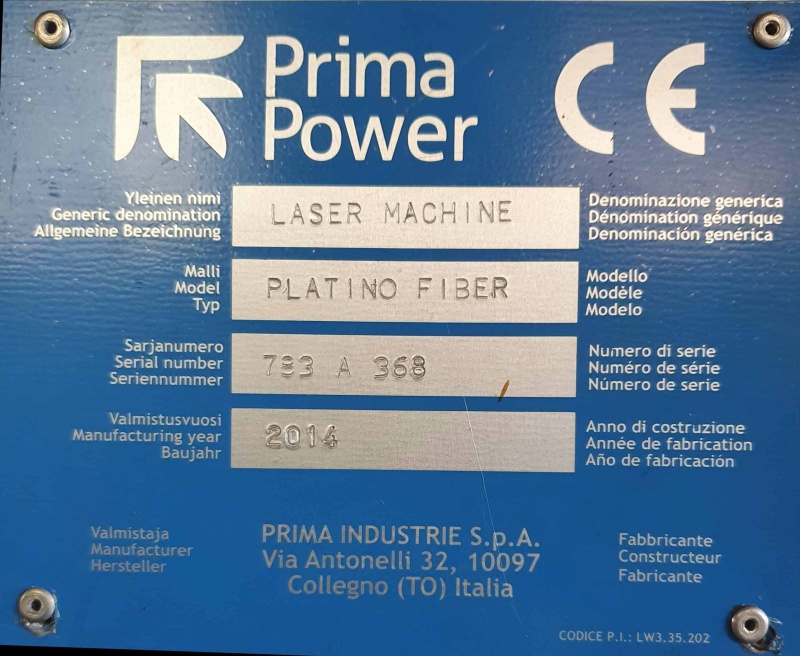 Prima
Power
CE
Yleinen nimi
Generic denomination
Allgemeine Bezeichnung
LASER MACHINE
Denominazione generica
Dénomination générique
Denominación genérica
Malli
Model
Typ
PLATINO FIBER
Modello
Modèle
Modelo
Sarjanumero
Serial number
Seriennummer
783 A 368
Numero di serie
Numéro de série
Número de serie
Valmistusvuosi
Manufacturing year
Baujahr
2014
Anno di costruzione
Année de fabrication
Año de fabricación
Valmistaja
Manufacturer
Hersteller
PRIMA INDUSTRIE S.p.A.
Via Antonelli 32, 10097
Collegno (TO) Italia
Fabbricante
Constructeur
Fabricante
CODICE P.I.: LW3.35.202